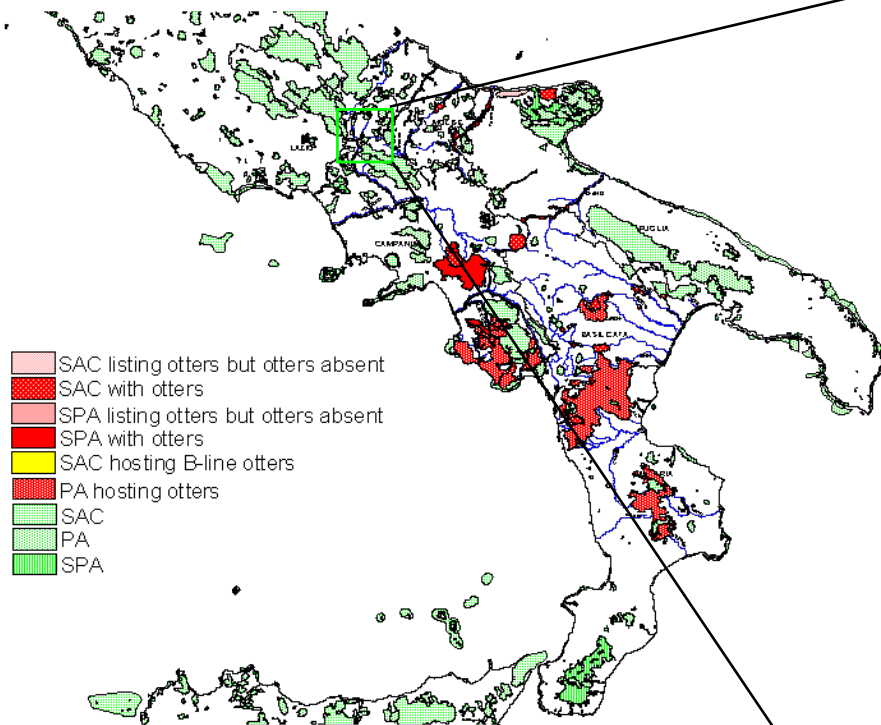 PUGLIA
CAMPANIA
BASILICATA
SAC listing otters but otters absent
SAC with otters
SPA listing otters but otters absent
SPA with otters
SAC hosting B-line otters
PA hosting otters
SAC
PA
SPA